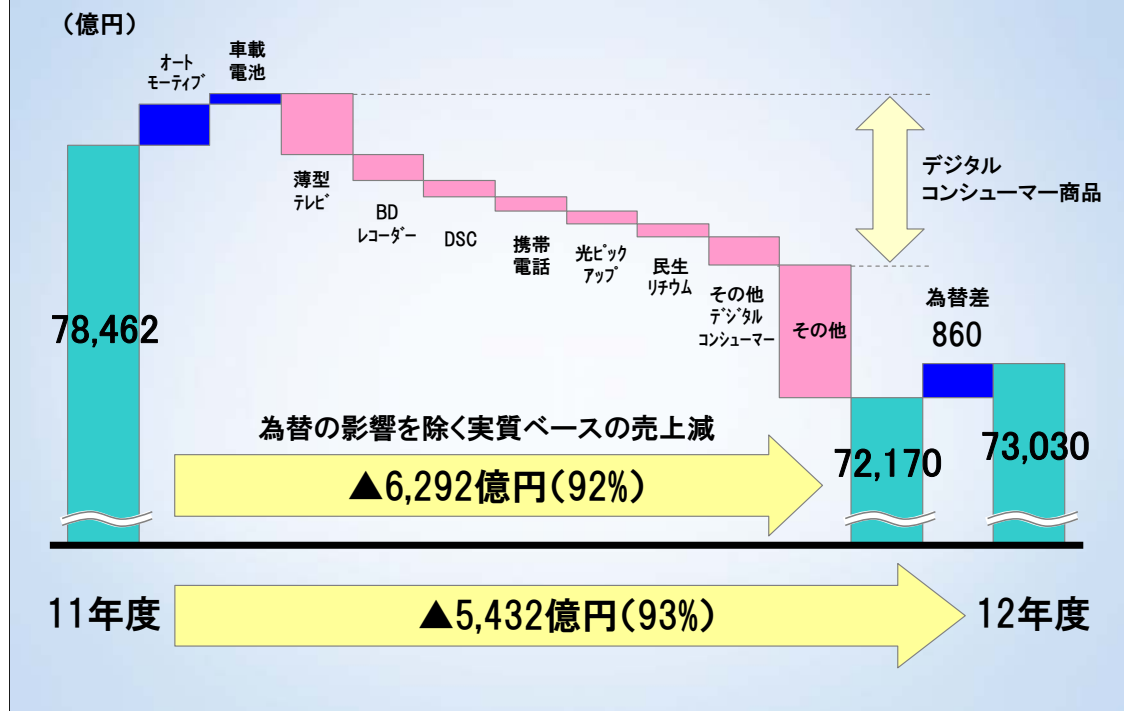 (億円)
ｵｰﾄ
ﾓｰﾃｨﾌﾞ
車載
電池
薄型
ﾃﾚﾋﾞ
BD
ﾚｺｰﾀﾞｰ
DSC
携帯
電話
光ﾋﾟｯｸ
ｱｯﾌﾟ
民生
ﾘﾁｳﾑ
その他
ﾃﾞｼﾞﾀﾙ
ｺﾝｼｭｰﾏｰ
その他
デジタル
コンシューマー商品
為替差
860
78,462
72,170
73,030
為替の影響を除く実質ベースの売上減
▲6,292億円(92%)
11年度
▲5,432億円(93%)
12年度